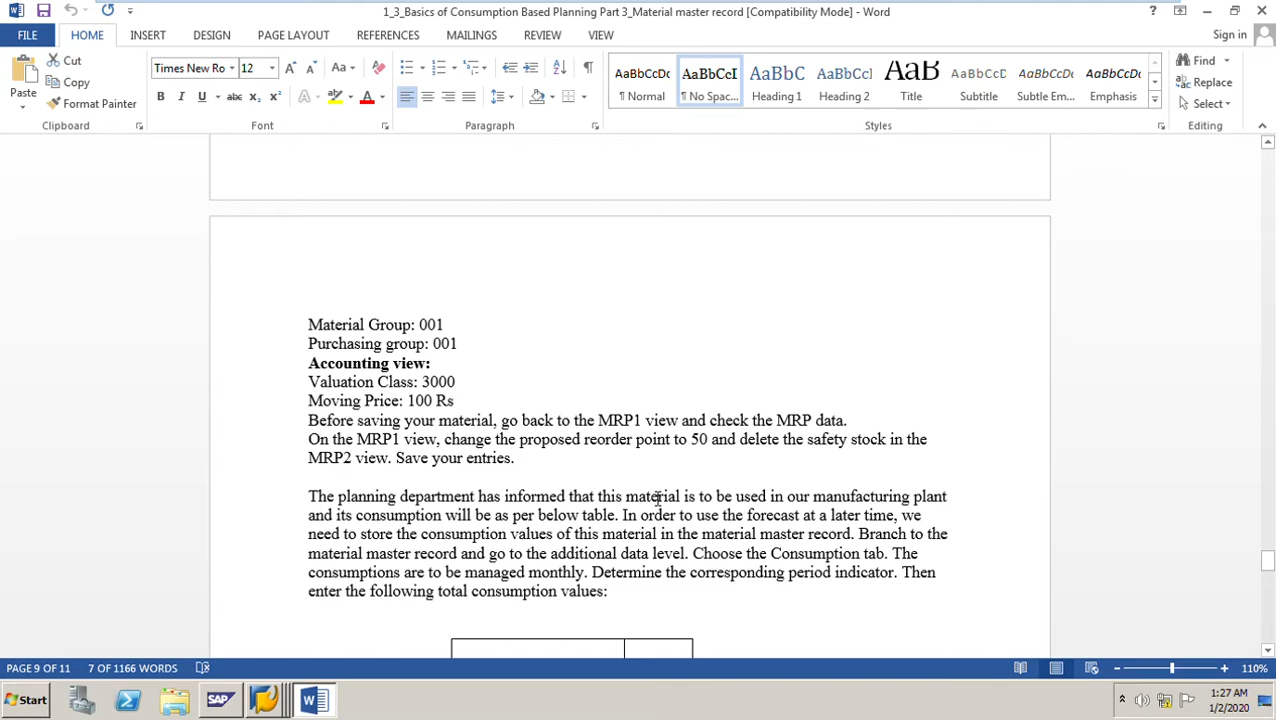 1_3_Basics of Consumption Based Planning Part 3_Material master record [Compatibility Mode] - Word
FILE HOME INSERT DESIGN PAGE LAYOUT REFERENCES MAILINGS REVIEW VIEW Sign in
Paste Cut Copy Format Painter
Clipboard
Times New Ro 12
Font
Paragraph
AaBbCcDc AaBbCcI AaBbC AaBbCc AaB AaBbCcD AaBbCcDc AaBbCcDc
¶ Normal ¶ No Spac... Heading 1 Heading 2 Title Subtitle Subtle Em... Emphasis
Styles
Find
Replace
Select
Editing
Material Group: 001
Purchasing group: 001
Accounting view:
Valuation Class: 3000
Moving Price: 100 Rs
Before saving your material, go back to the MRP1 view and check the MRP data.
On the MRP1 view, change the proposed reorder point to 50 and delete the safety stock in the
MRP2 view. Save your entries.
The planning department has informed that this material is to be used in our manufacturing plant
and its consumption will be as per below table. In order to use the forecast at a later time, we
need to store the consumption values of this material in the material master record. Branch to the
material master record and go to the additional data level. Choose the Consumption tab. The
consumptions are to be managed monthly. Determine the corresponding period indicator. Then
enter the following total consumption values:
PAGE 9 OF 11 7 OF 1166 WORDS 110%
Start SAP 1:27 AM
1/2/2020